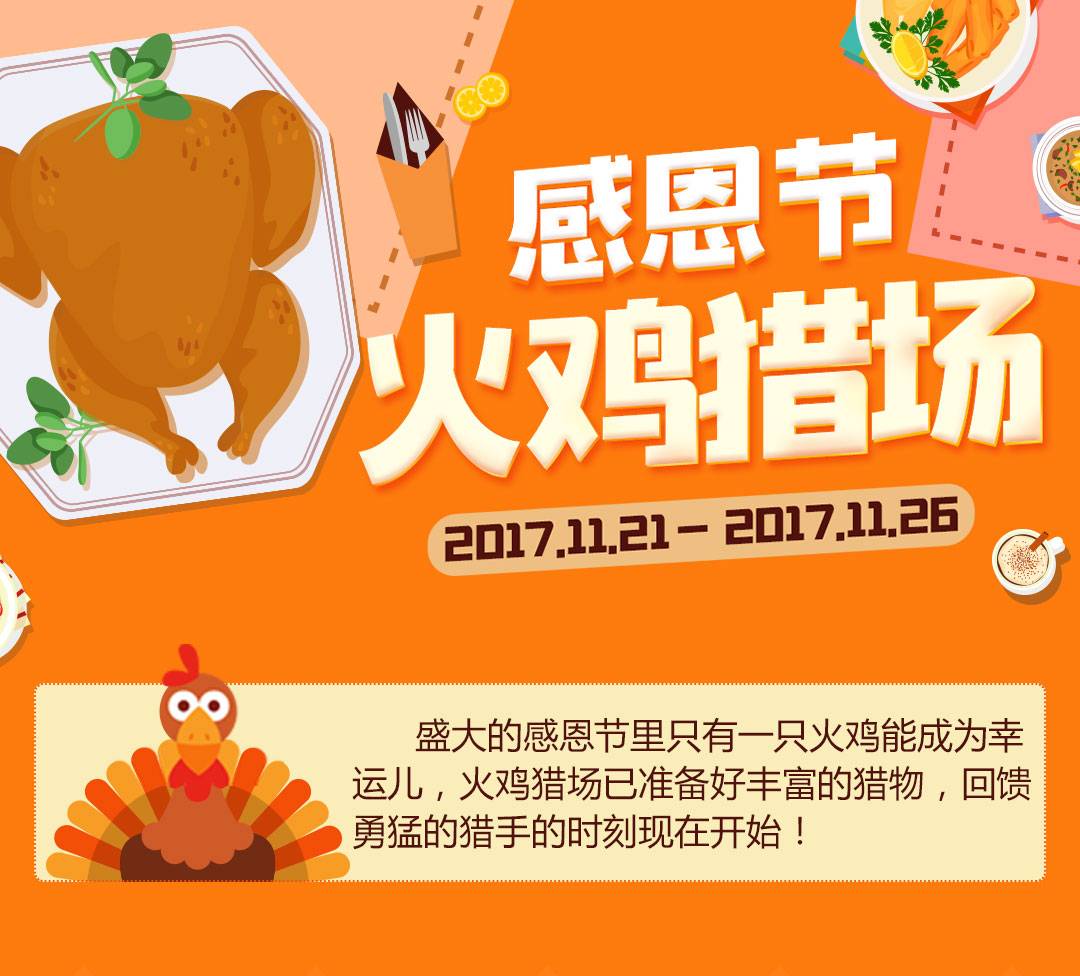 感恩节
火鸡猎场
2017.11.21－2017.11.26
盛大的感恩节里只有一只火鸡能成为幸
运儿，火鸡猎场已准备好丰富的猎物，回馈
勇猛的猎手的时刻现在开始！